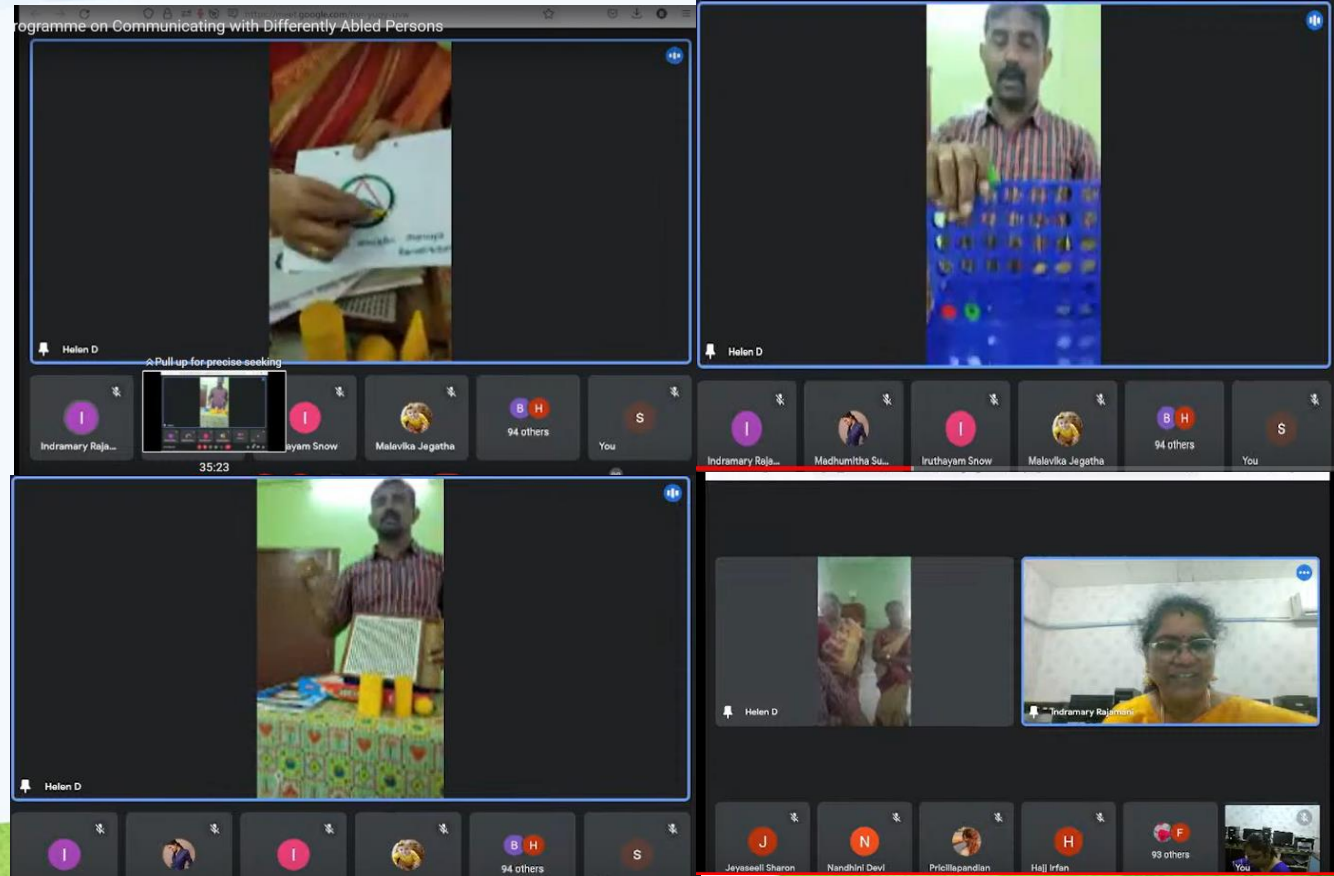 rogramme on Communicating with Differently Abled Persons
Helen D
Pull up for precise seeking
Indramary Raja...
ayam Snow
Malavika Jegatha
B H
94 others
S
You
35:23
Helen D
I
Indramary Raja...
Madhumitha Su...
I
Iruthayam Snow
Malavika Jegatha
B H
94 others
S
You
Helen D
I
I
B H
94 others
S
Helen D
Indramary Rajamani
J
Jeyaseeli Sharon
N
Nandhini Devi
Pricillapandian
H
Hajj Irfan
F
93 others
You